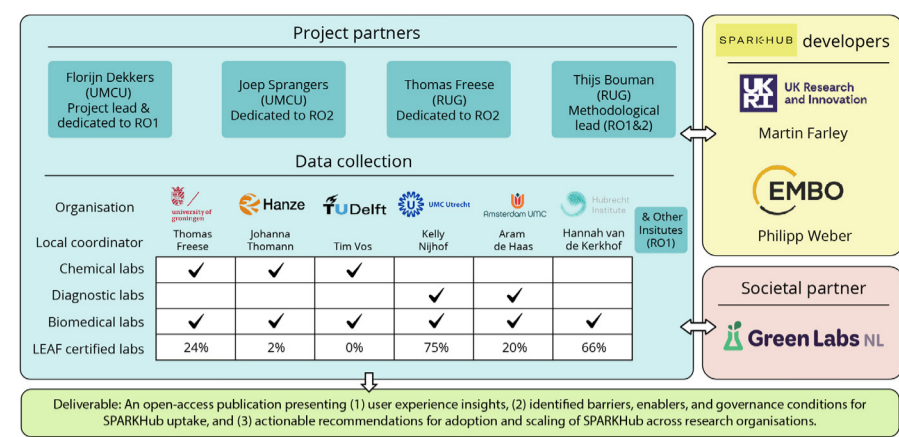 Project partners
Florijn Dekkers
(UMCU)
Project lead &
dedicated to RO1
Joep Sprangers
(UMCU)
Dedicated to RO2
Thomas Freese
(RUG)
Dedicated to RO2
Thijs Bouman
(RUG)
Methodological
lead (RO1&2)
Data collection
Organisation
university of
groningen
Hanze
TU Delft
UMC Utrecht
Amsterdam UMC
Hubrecht
Institute
& Other
Insitutes
(RO1)
Local coordinator
Thomas
Freese
Johanna
Thomann
Tim Vos
Kelly
Nijhof
Aram
de Haas
Hannah van
de Kerkhof
Chemical labs ✓ ✓ ✓
Diagnostic labs ✓ ✓
Biomedical labs ✓ ✓ ✓ ✓ ✓ ✓
LEAF certified labs 24% 2% 0% 75% 20% 66%
SPARKHUB developers
UKRI
UK Research
and Innovation
Martin Farley
EMBO
Philipp Weber
Societal partner
Green Labs NL
Deliverable: An open-access publication presenting (1) user experience insights, (2) identified barriers, enablers, and governance conditions for
SPARKHub uptake, and (3) actionable recommendations for adoption and scaling of SPARKHub across research organisations.